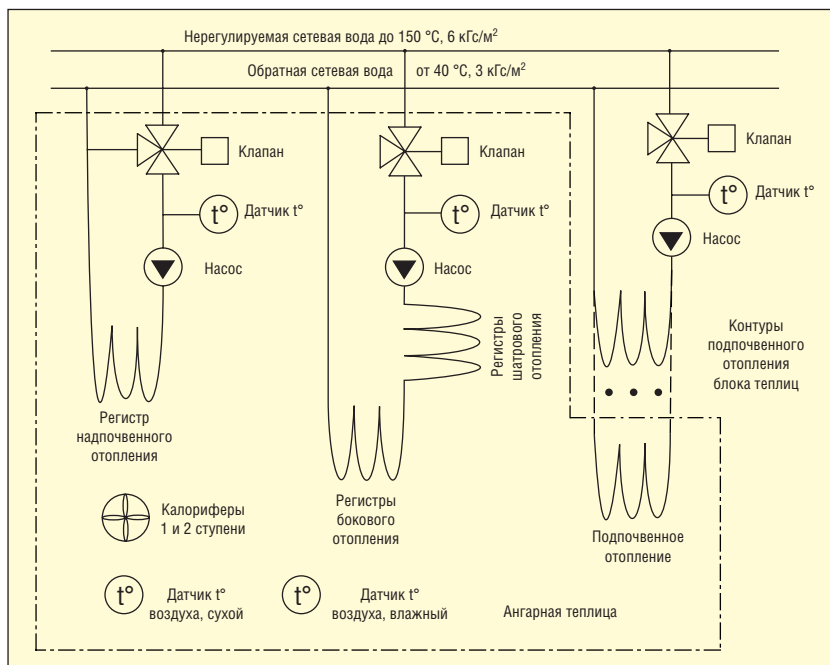 Нерегулируемая сетевая вода до 150 °C, 6 кГс/м²
Обратная сетевая вода от 40 °C, 3 кГс/м²
Клапан
Клапан
Клапан
t°
Датчик t°
t°
Датчик t°
t°
Датчик t°
Насос
Насос
Насос
Регистры
шатрового
отопления
Контуры
подпочвенного
отопления
блока теплиц
Регистр
надпочвенного
отопления
Регистры
бокового
отопления
Подпочвенное
отопление
Калориферы
1 и 2 ступени
t°
Датчик t°
воздуха, сухой
t°
Датчик t°
воздуха, влажный
Ангарная теплица